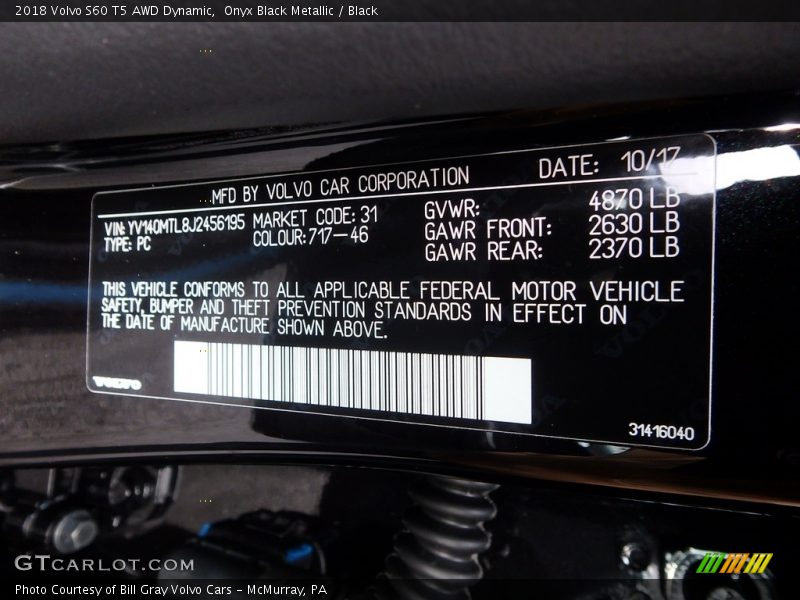 2018 Volvo S60 T5 AWD Dynamic,  Onyx Black Metallic / Black
MFD BY VOLVO CAR CORPORATION DATE: 10/17
VIN: YV140MTL8J2456195 MARKET CODE: 31 GVWR: 4870 LB
TYPE: PC COLOUR: 717-46 GAWR FRONT: 2630 LB
GAWR REAR: 2370 LB
THIS VEHICLE CONFORMS TO ALL APPLICABLE FEDERAL MOTOR VEHICLE
SAFETY, BUMPER AND THEFT PREVENTION STANDARDS IN EFFECT ON
THE DATE OF MANUFACTURE SHOWN ABOVE.
VOLVO
31416040
GTCARLOT.COM
Photo Courtesy of Bill Gray Volvo Cars - McMurray, PA